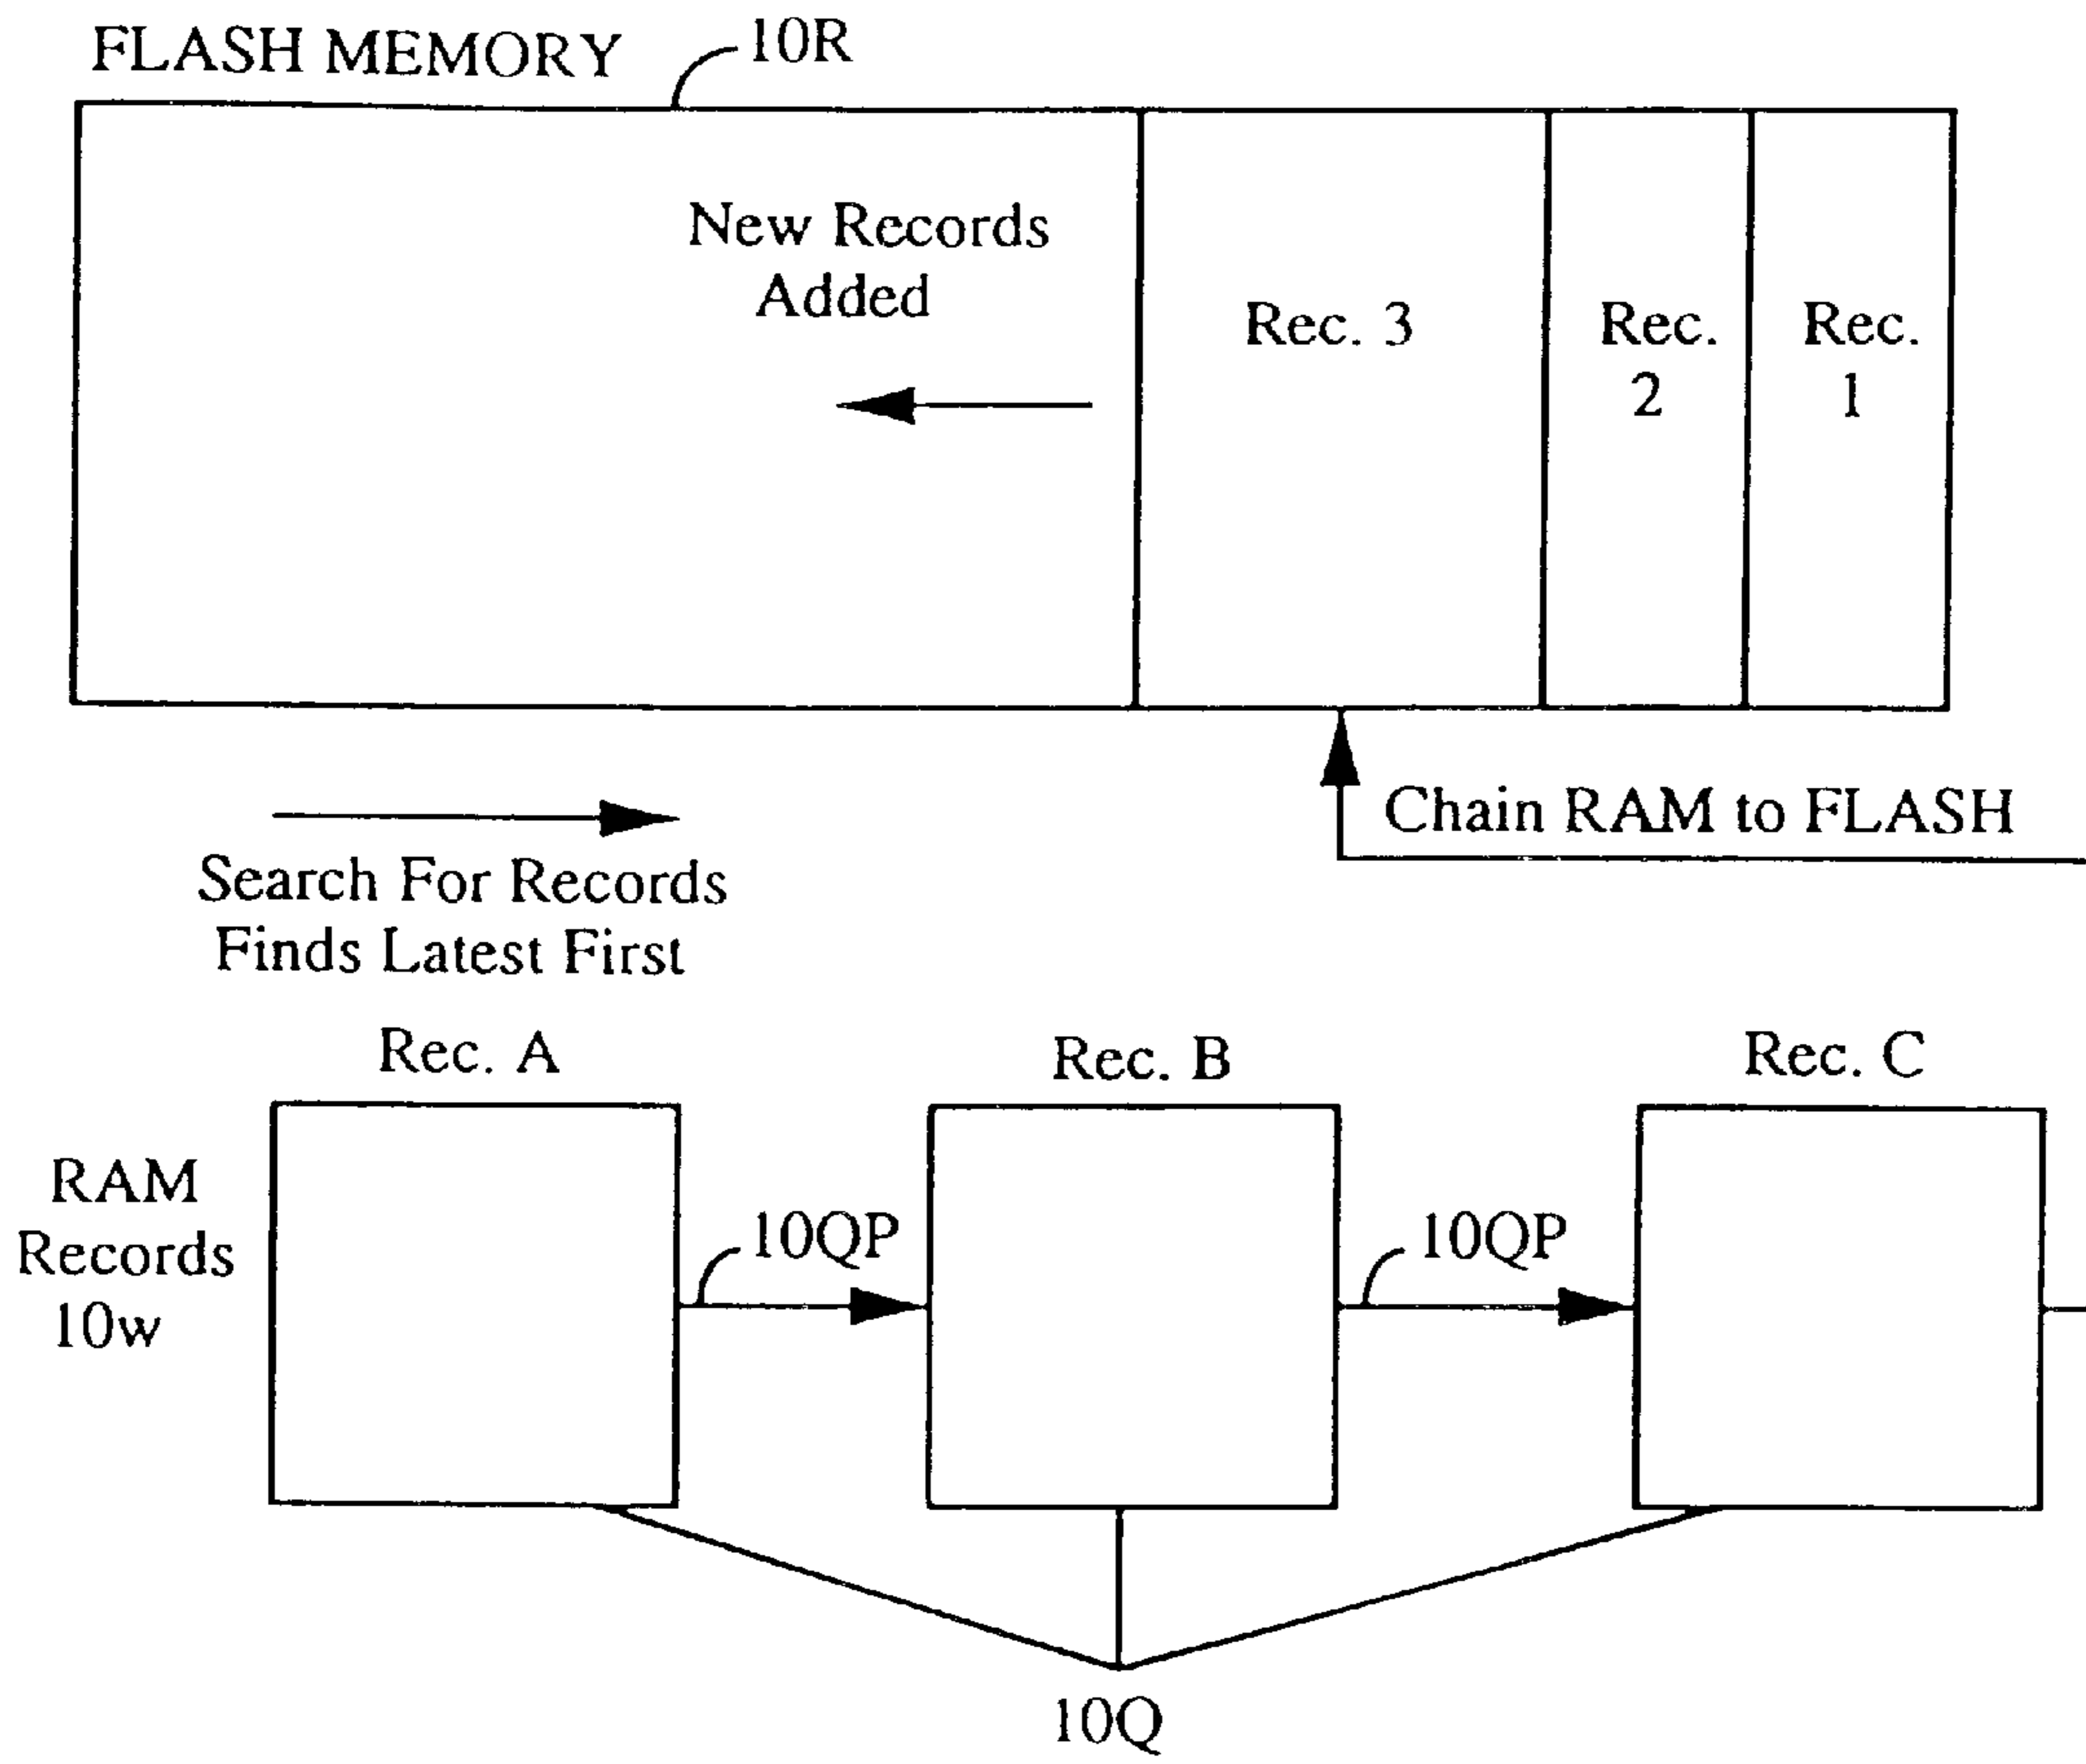 FLASH MEMORY
10R
New Records
Added
Rec. 3
Rec.
2
Rec.
1
Chain RAM to FLASH
Search For Records
Finds Latest First
Rec. A
Rec. B
Rec. C
RAM
Records
10w
10QP
10QP
10Q